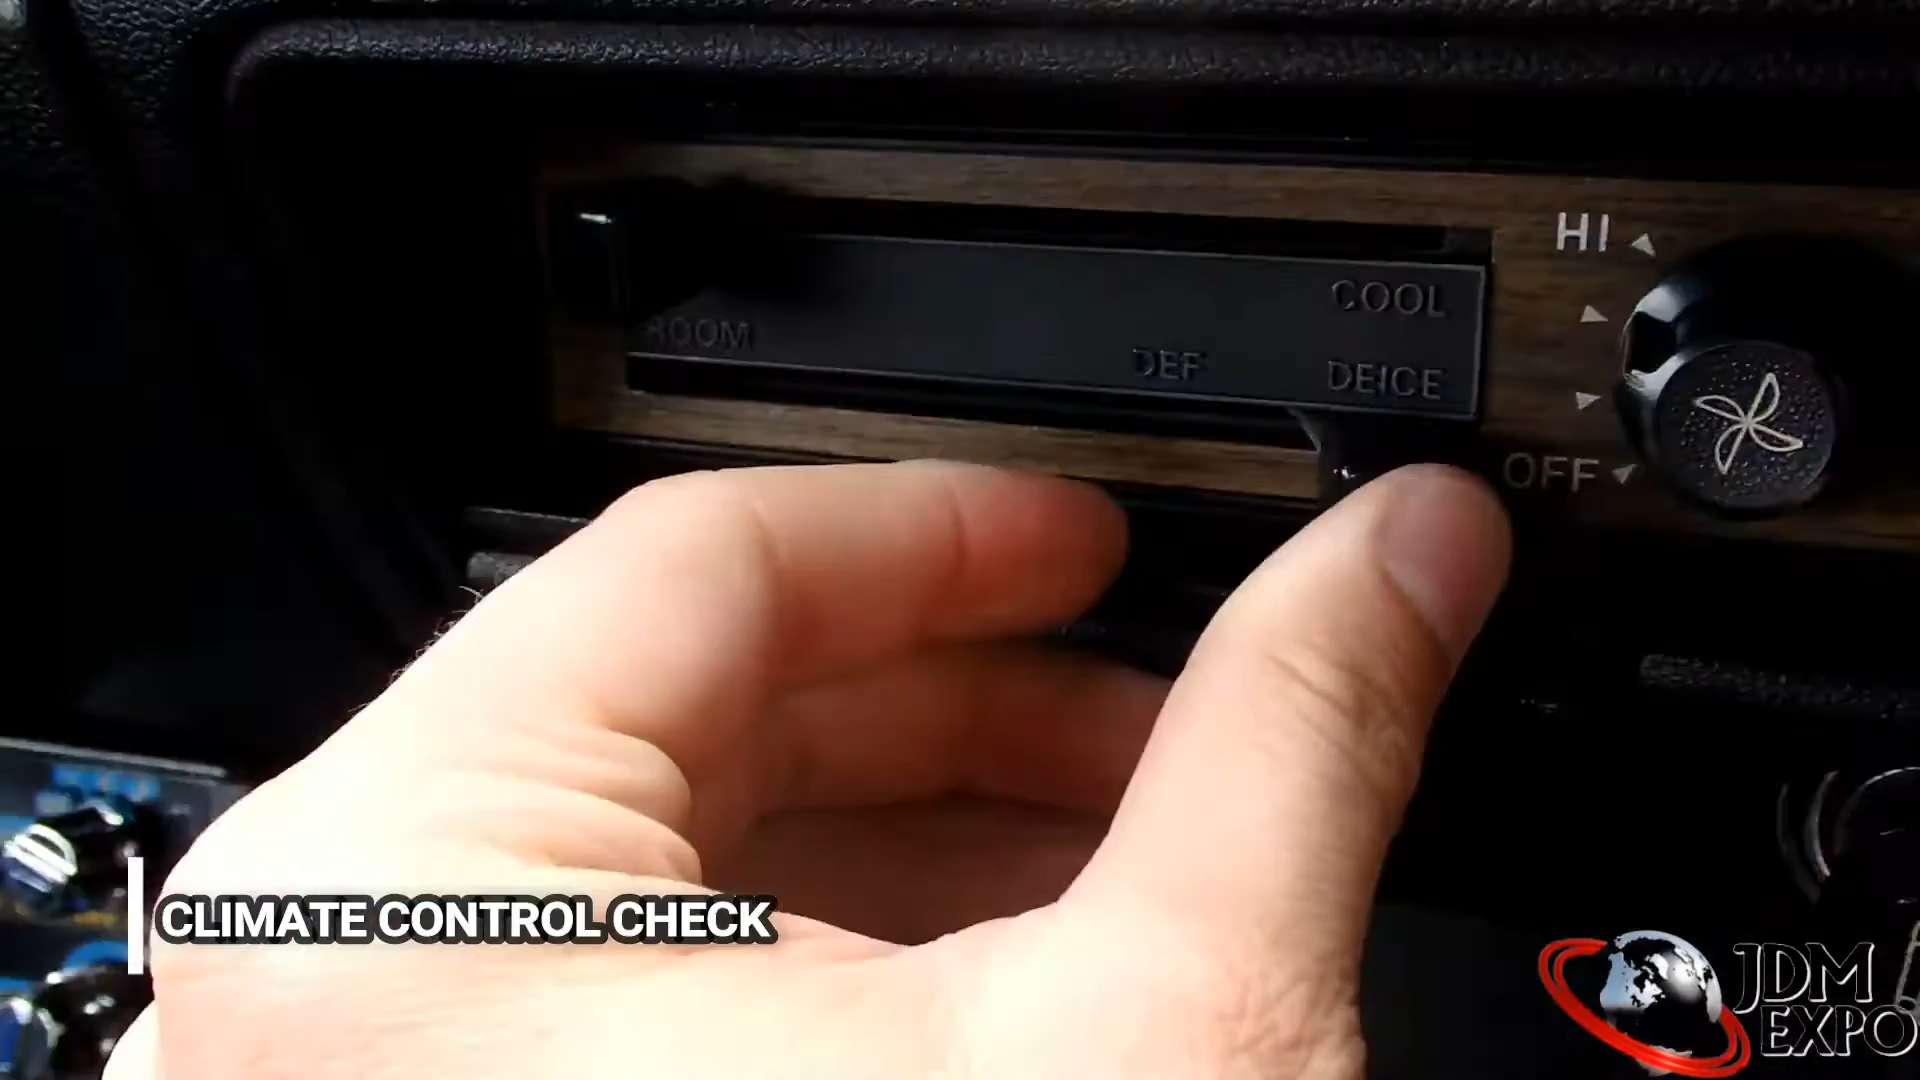 HI
COOL
ROOM
DEF
DEICE
OFF
CLIMATE CONTROL CHECK
JDM
EXPO